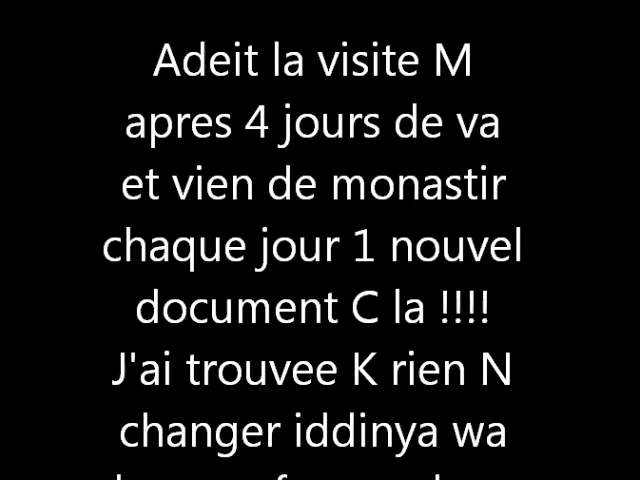 Adeit la visite M
apres 4 jours de va
et vien de monastir
chaque jour 1 nouvel
document C la !!!!
J'ai trouvee K rien N
changer iddinya wa